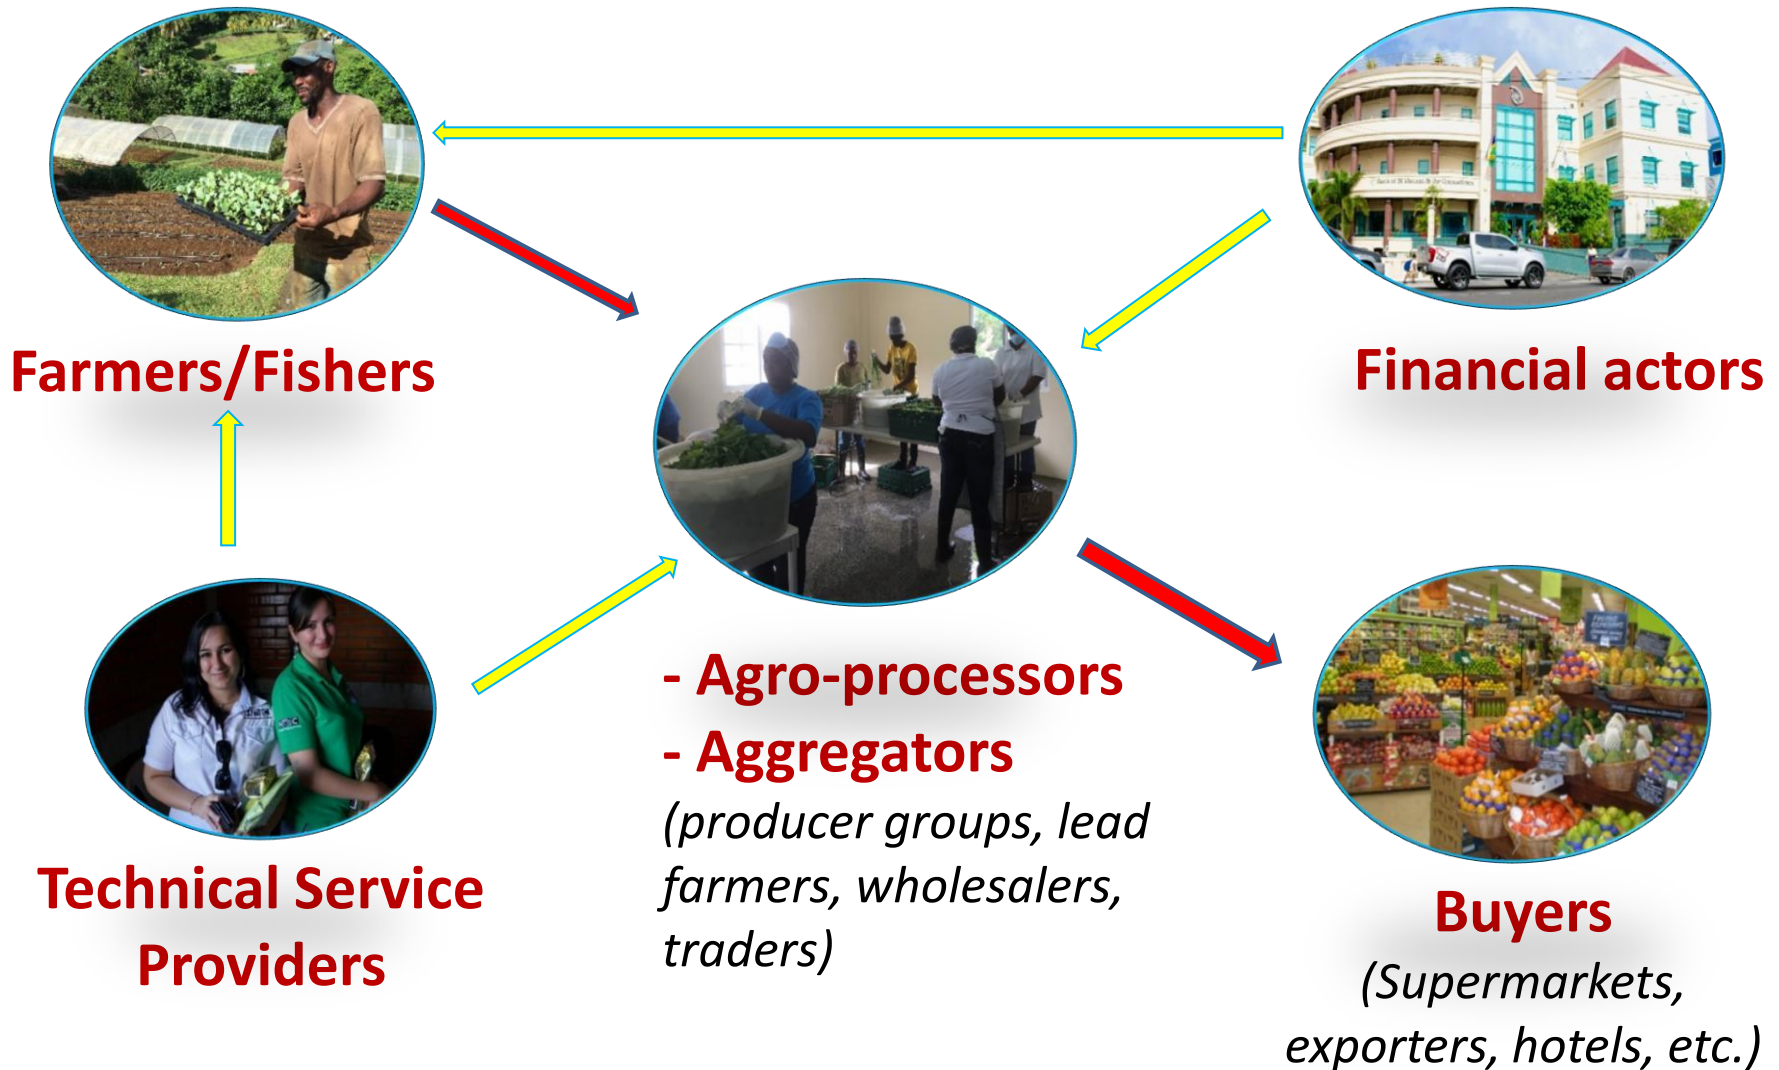 Farmers/Fishers
Financial actors
- Agro-processors
- Aggregators
(producer groups, lead
farmers, wholesalers,
traders)
Technical Service
Providers
Buyers
(Supermarkets,
exporters, hotels, etc.)